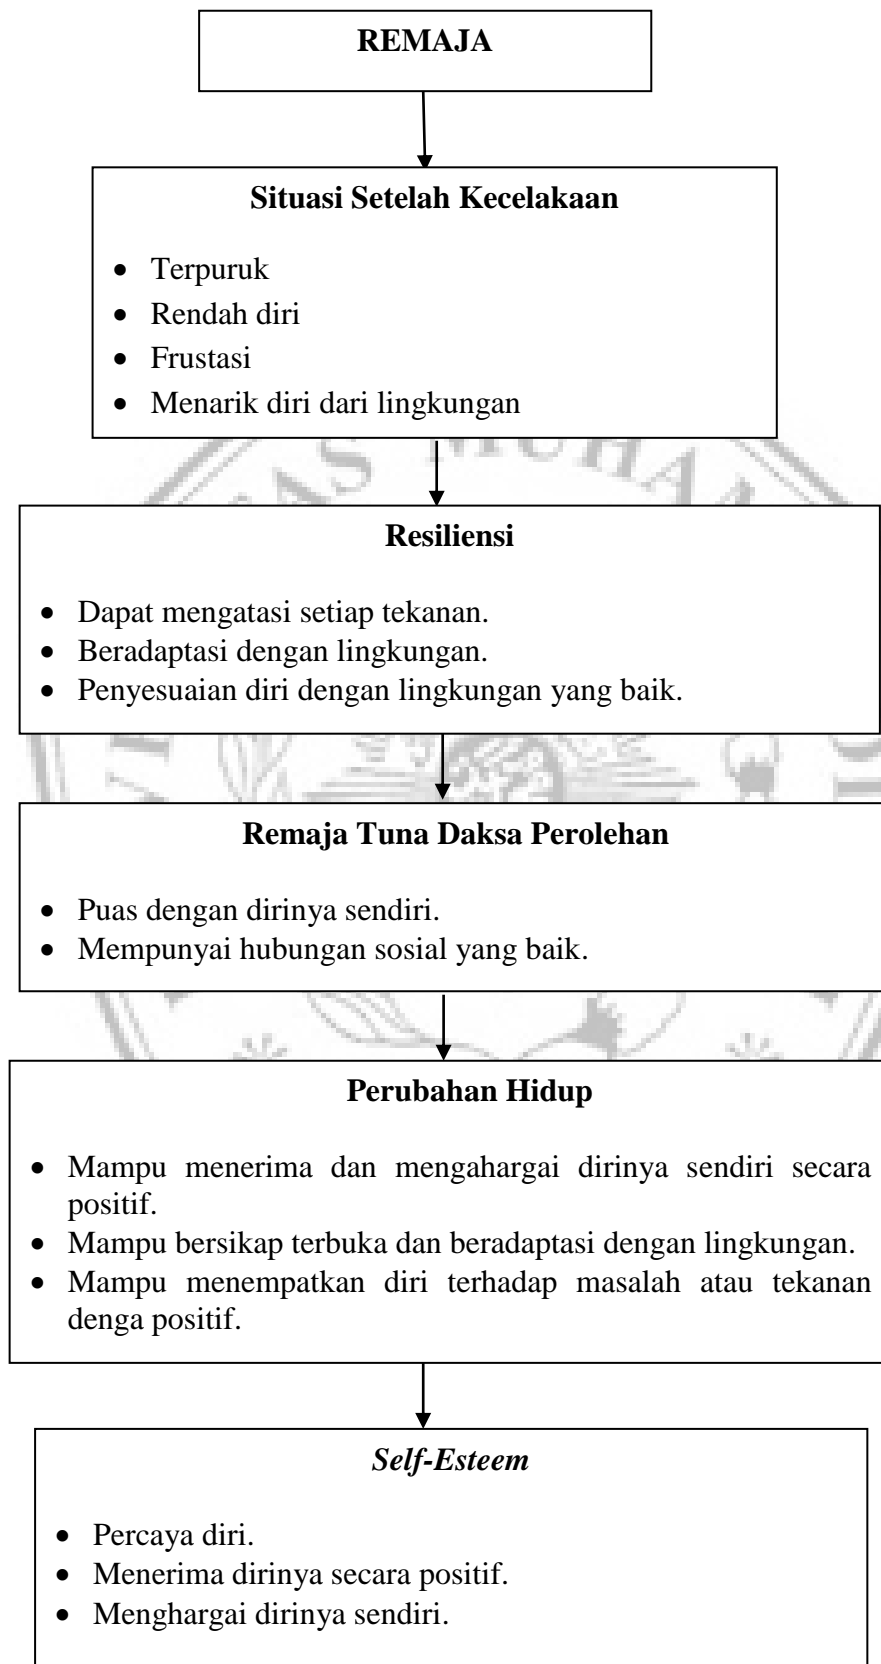 REMAJA
Situasi Setelah Kecelakaan
• Terpuruk
• Rendah diri
• Frustasi
• Menarik diri dari lingkungan
Resiliensi
• Dapat mengatasi setiap tekanan.
• Beradaptasi dengan lingkungan.
• Penyesuaian diri dengan lingkungan yang baik.
Remaja Tuna Daksa Perolehan
• Puas dengan dirinya sendiri.
• Mempunyai hubungan sosial yang baik.
Perubahan Hidup
• Mampu menerima dan mengahargai dirinya sendiri secara
positif.
• Mampu bersikap terbuka dan beradaptasi dengan lingkungan.
• Mampu menempatkan diri terhadap masalah atau tekanan
denga positif.
Self-Esteem
• Percaya diri.
• Menerima dirinya secara positif.
• Menghargai dirinya sendiri.